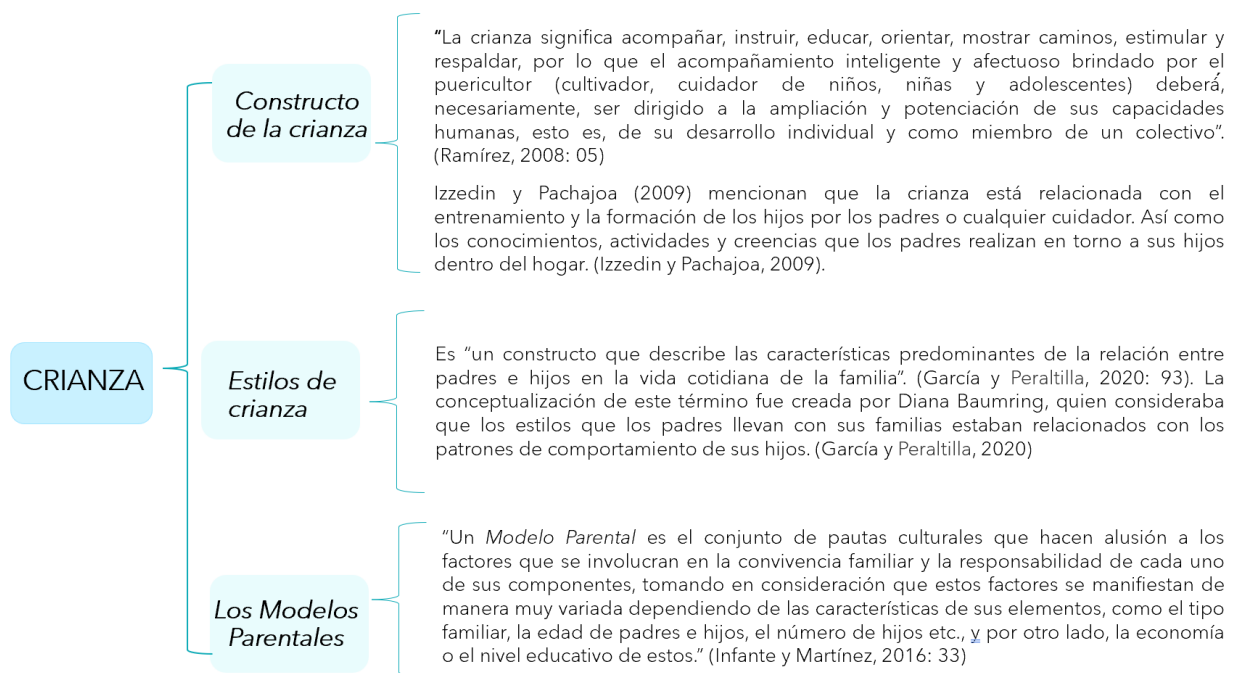 "La crianza significa acompañar, instruir, educar, orientar, mostrar caminos, estimular y
respaldar, por lo que el acompañamiento inteligente y afectuoso brindado por el
puericultor (cultivador, cuidador de niños, niñas y adolescentes) deberá,
necesariamente, ser dirigido a la ampliación y potenciación de sus capacidades
humanas, esto es, de su desarrollo individual y como miembro de un colectivo".
(Ramírez, 2008: 05)
Constructo
de la crianza
Izzedin y Pachajoa (2009) mencionan que la crianza está relacionada con el
entrenamiento y la formación de los hijos por los padres o cualquier cuidador. Así como
los conocimientos, actividades y creencias que los padres realizan en torno a sus hijos
dentro del hogar. (Izzedin y Pachajoa, 2009).
CRIANZA
Estilos de
crianza
Es "un constructo que describe las características predominantes de la relación entre
padres e hijos en la vida cotidiana de la familia". (García y Peraltilla, 2020: 93). La
conceptualización de este término fue creada por Diana Baumring, quien consideraba
que los estilos que los padres llevan con sus familias estaban relacionados con los
patrones de comportamiento de sus hijos. (García y Peraltilla, 2020)
Los Modelos
Parentales
"Un Modelo Parental es el conjunto de pautas culturales que hacen alusión a los
factores que se involucran en la convivencia familiar y la responsabilidad de cada uno
de sus componentes, tomando en consideración que estos factores se manifiestan de
manera muy variada dependiendo de las características de sus elementos, como el tipo
familiar, la edad de padres e hijos, el número de hijos etc., y por otro lado, la economía
o el nivel educativo de estos." (Infante y Martínez, 2016: 33)